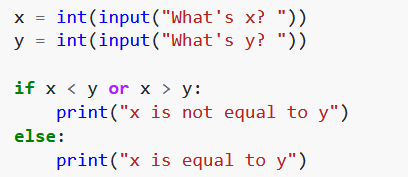 x = int(input("What's x? "))
y = int(input("What's y? "))

if x < y or x > y:
    print("x is not equal to y")
else:
    print("x is equal to y")